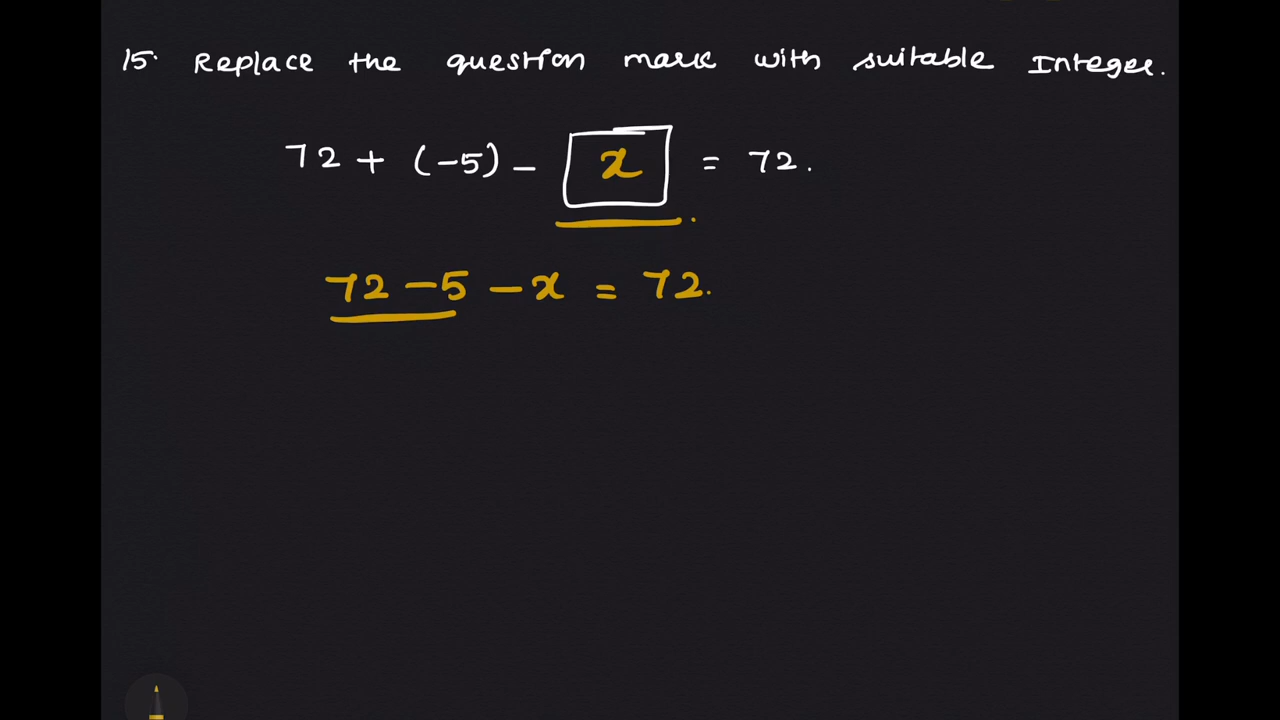 15. Replace the question mark with suitable Integer.
72 + (-5) - x = 72.
72 - 5 - x = 72.